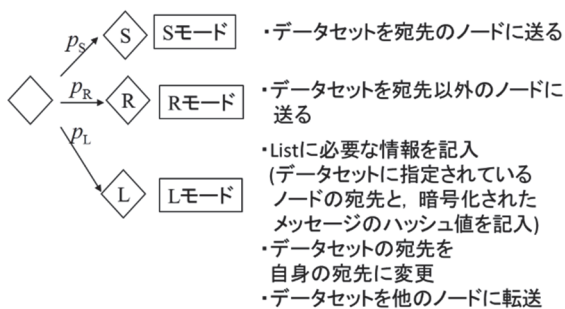 pS S Sモード ・データセットを宛先のノードに送る
pR R Rモード ・データセットを宛先以外のノードに
送る
pL L Lモード ・Listに必要な情報を記入
(データセットに指定されている
ノードの宛先と, 暗号化された
メッセージのハッシュ値を記入)
・データセットの宛先を
自身の宛先に変更
・データセットを他のノードに転送